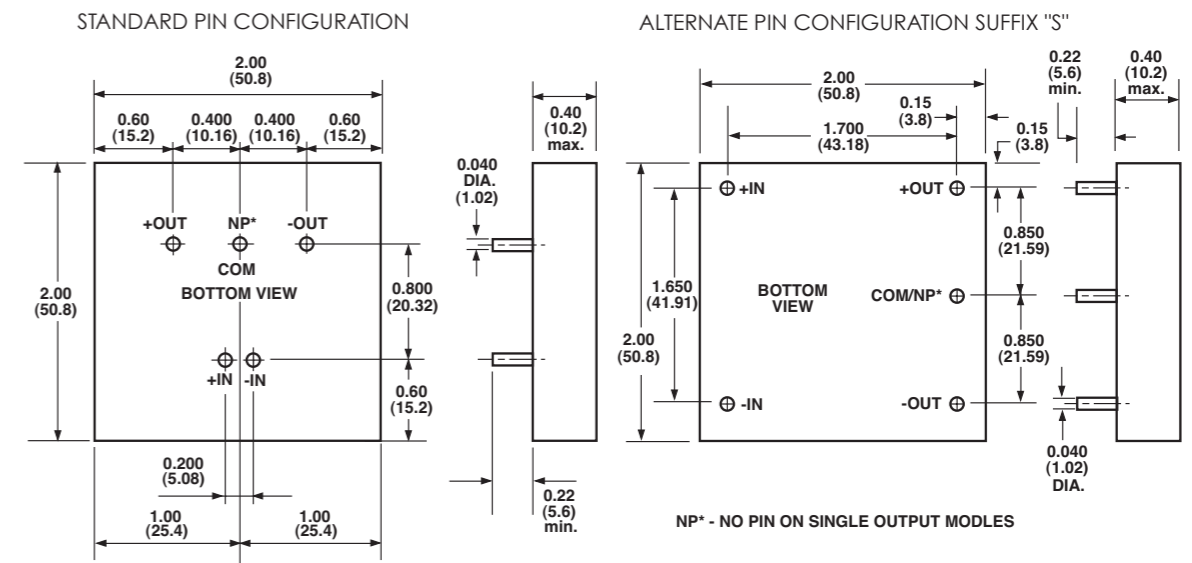 STANDARD PIN CONFIGURATION
2.00
(50.8)
0.60
(15.2)
0.400
(10.16)
0.400
(10.16)
0.60
(15.2)
0.40
(10.2)
max.
0.040
DIA.
(1.02)
+OUT
NP*
-OUT
COM
BOTTOM VIEW
2.00
(50.8)
0.800
(20.32)
+IN
-IN
0.60
(15.2)
0.200
(5.08)
1.00
(25.4)
1.00
(25.4)
0.22
(5.6)
min.
ALTERNATE PIN CONFIGURATION SUFFIX "S"
2.00
(50.8)
0.15
(3.8)
1.700
(43.18)
0.15
(3.8)
0.22
(5.6)
min.
0.40
(10.2)
max.
+IN
+OUT
0.850
(21.59)
1.650
(41.91)
BOTTOM
VIEW
COM/NP*
2.00
(50.8)
0.850
(21.59)
-IN
-OUT
0.040
(1.02)
DIA.
NP* - NO PIN ON SINGLE OUTPUT MODLES